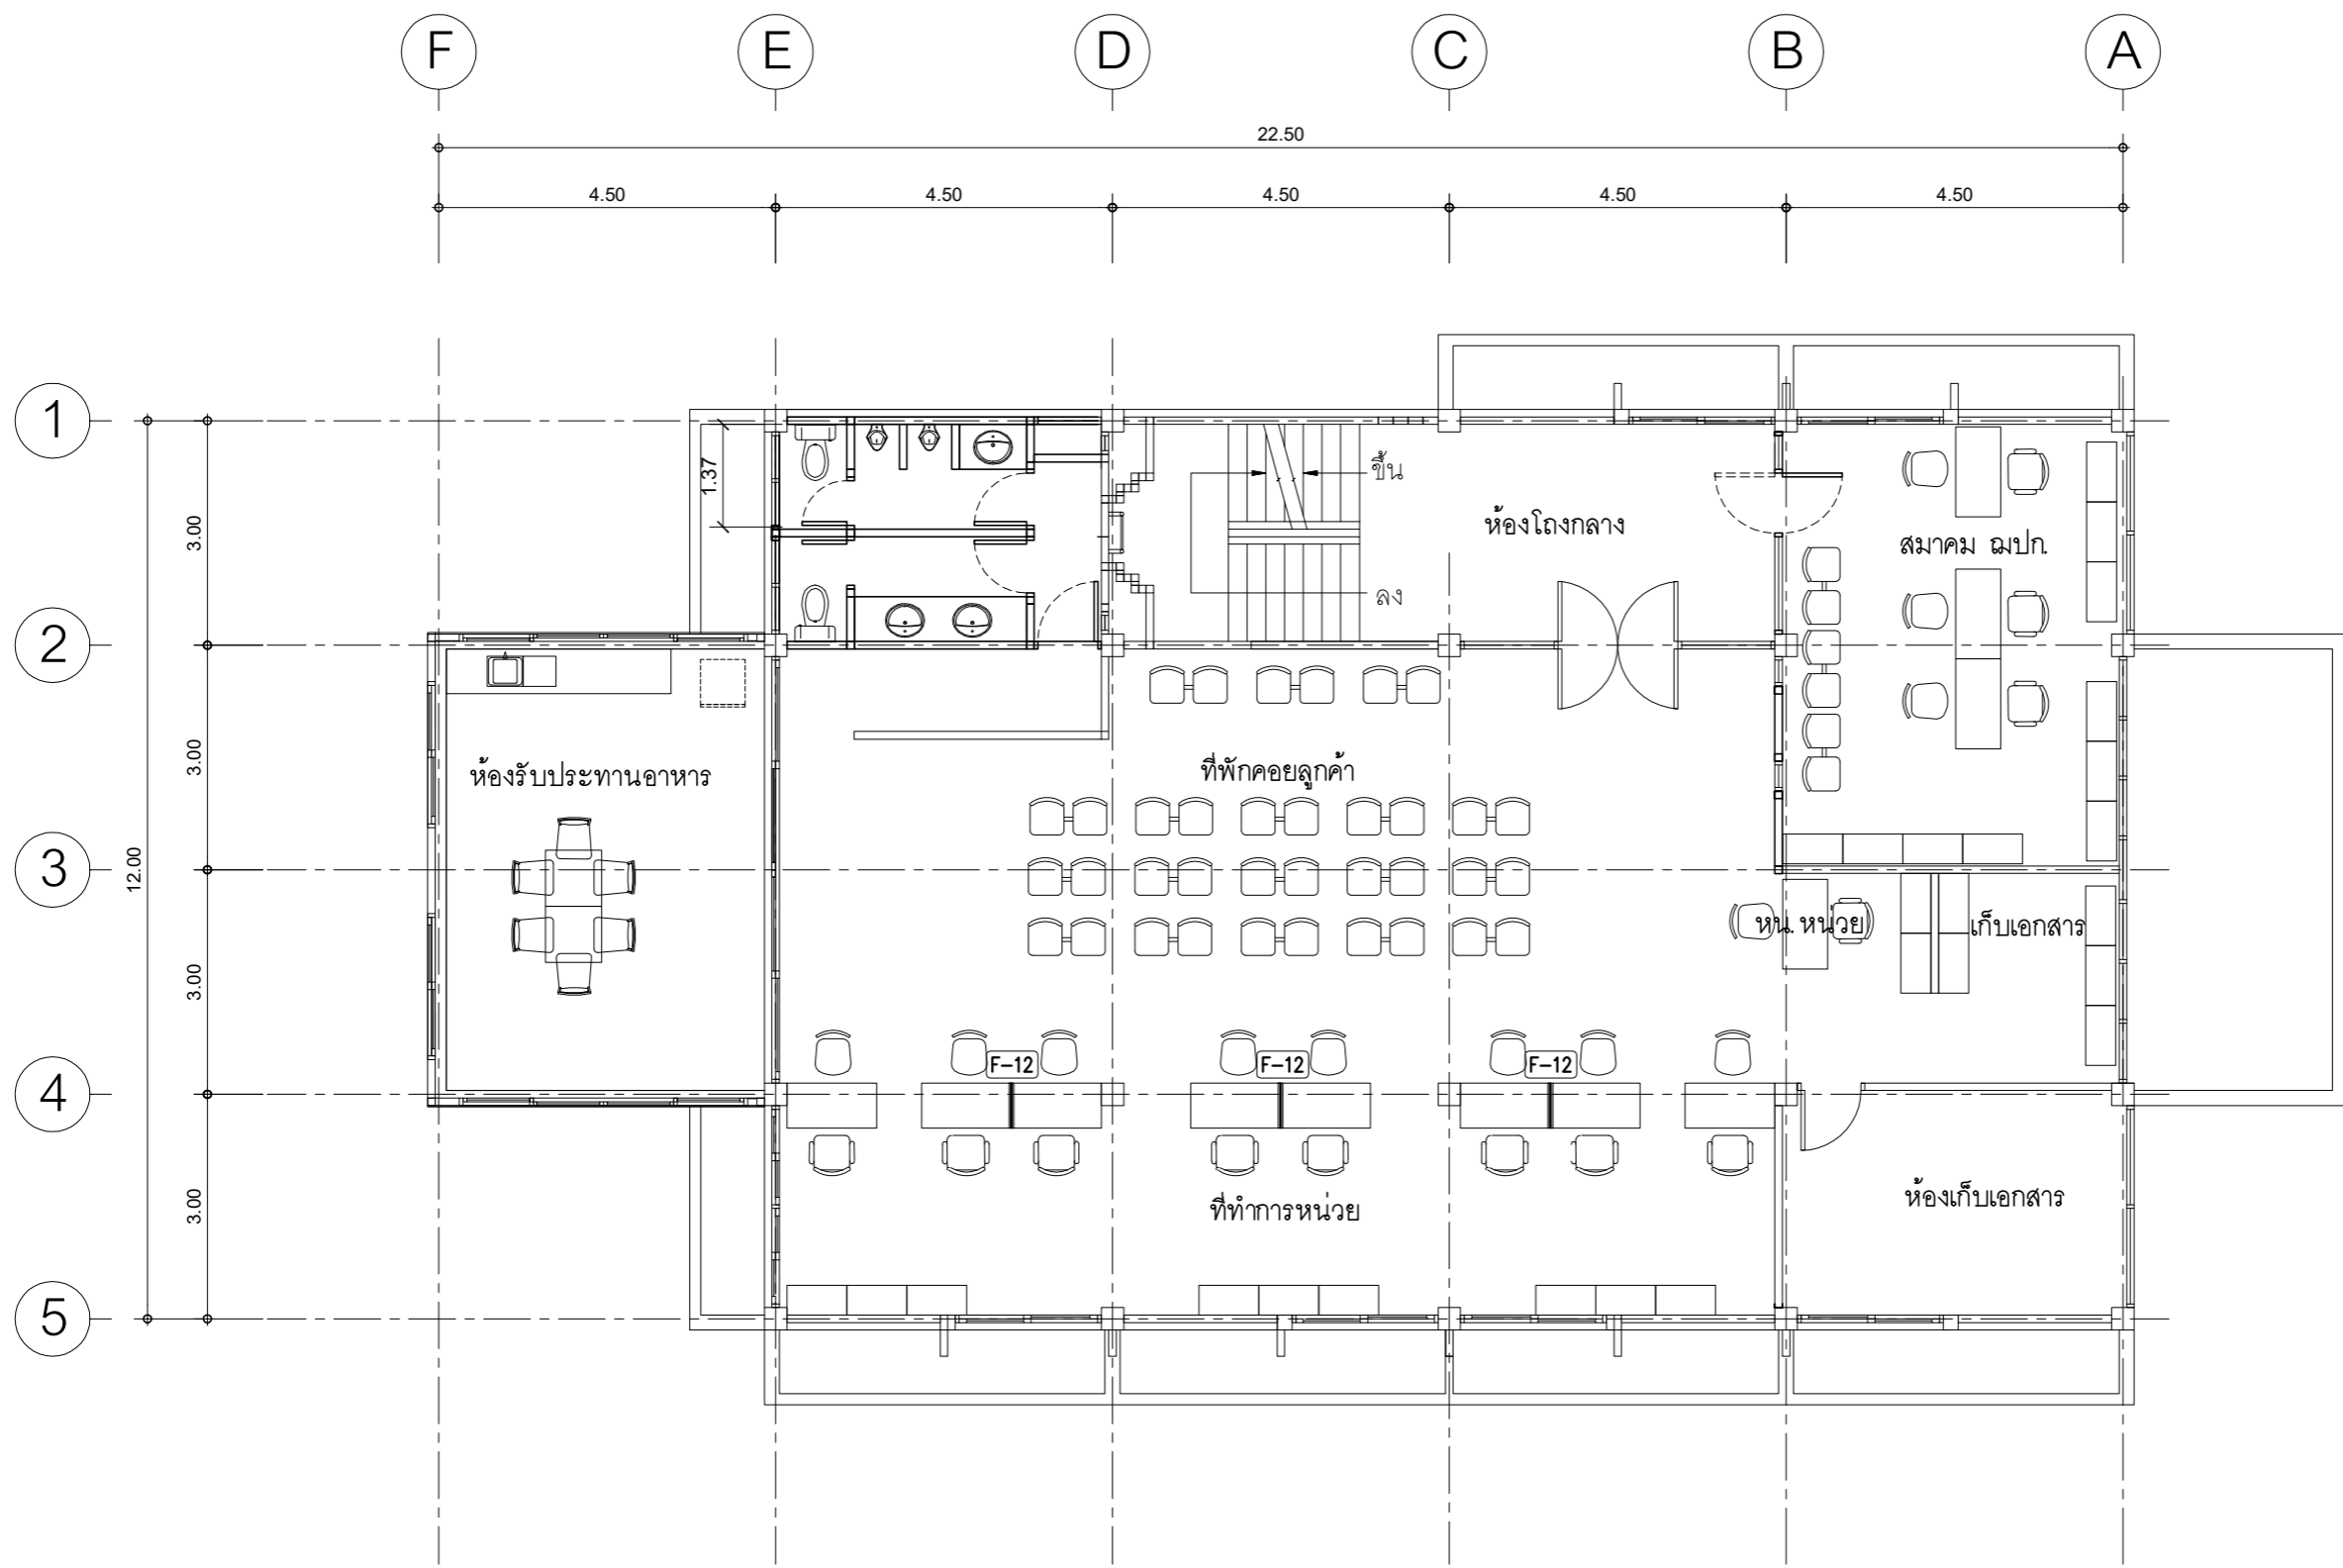 F E D C B A
22.50
4.50 4.50 4.50 4.50 4.50
1
1.37
ขึ้น
3.00
ห้องโถงกลาง
สมาคม ฌปก.
ลง
2
3.00
ห้องรับประทานอาหาร
ที่พักคอยลูกค้า
3
12.00
หน.หน่วย
เก็บเอกสาร
3.00
F-12 F-12 F-12
4
3.00
ที่ทำการหน่วย
ห้องเก็บเอกสาร
5